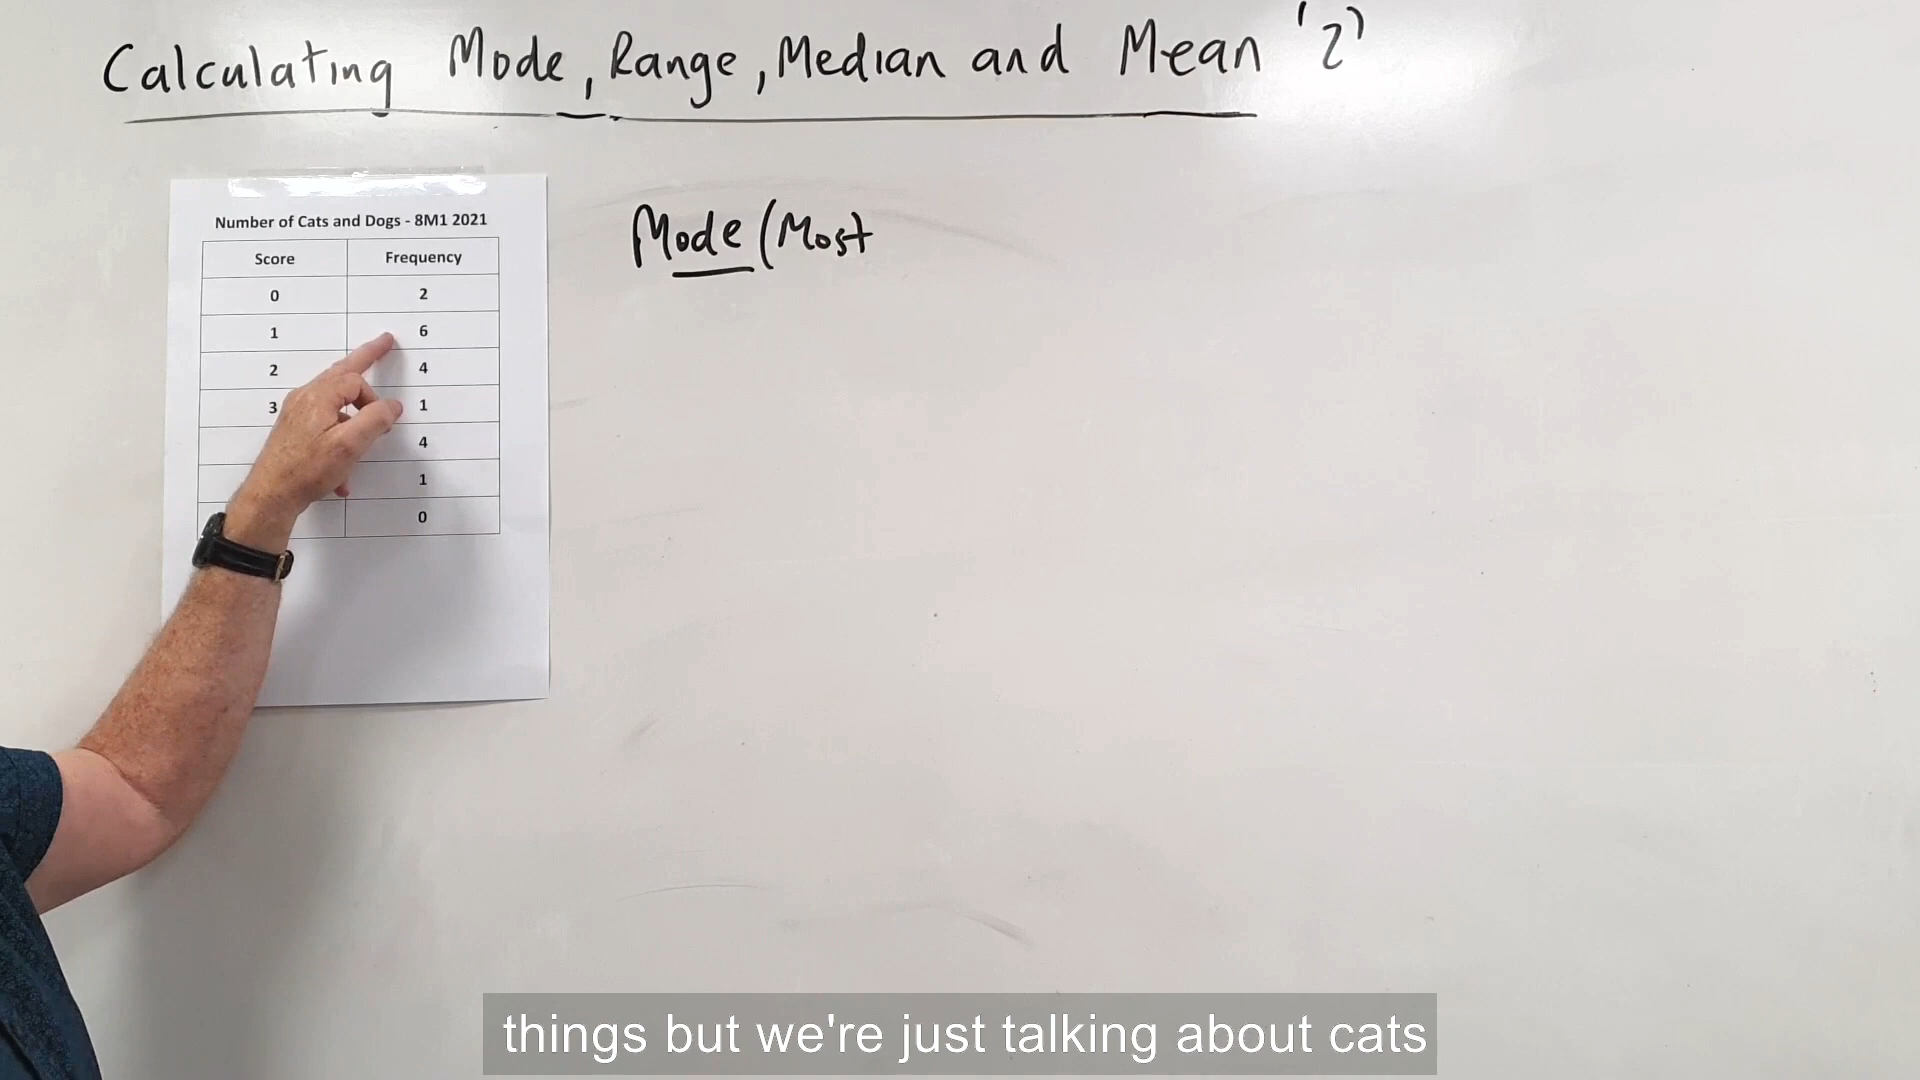 Calculating Mode, Range, Median and Mean '2'
Number of Cats and Dogs - 8M1 2021
Score Frequency
0 2
1 6
2 4
3 1
4
1
0
Mode (Most
things but we're just talking about cats